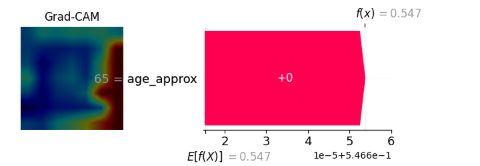 Grad-CAM
f(x) = 0.547
65 = age_approx
+0
2 3 4 5 6
E[f(X)] = 0.547
1e-5+5.466e-1